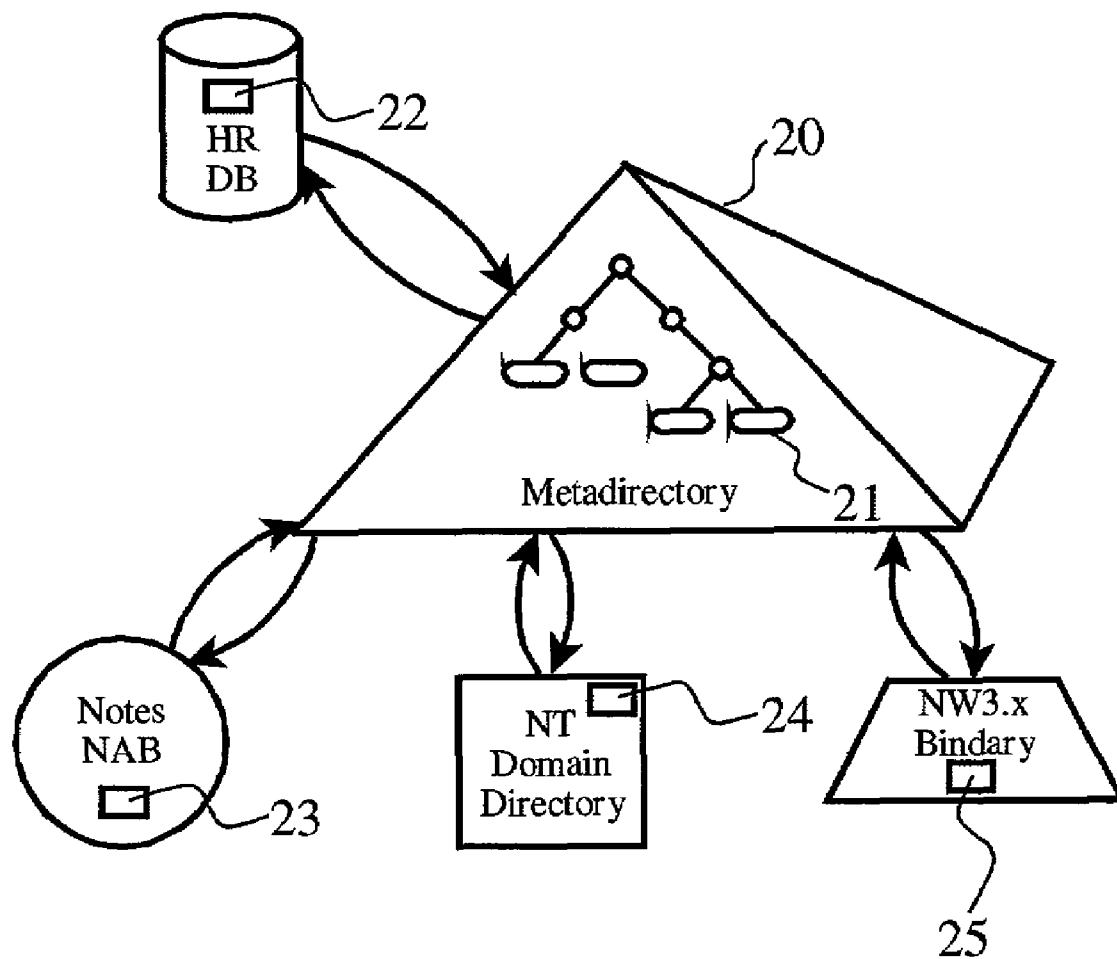 22
HR
DB
20
Metadirectory
21
Notes
NAB
23
NT
Domain
Directory
24
NW3.x
Bindary
25